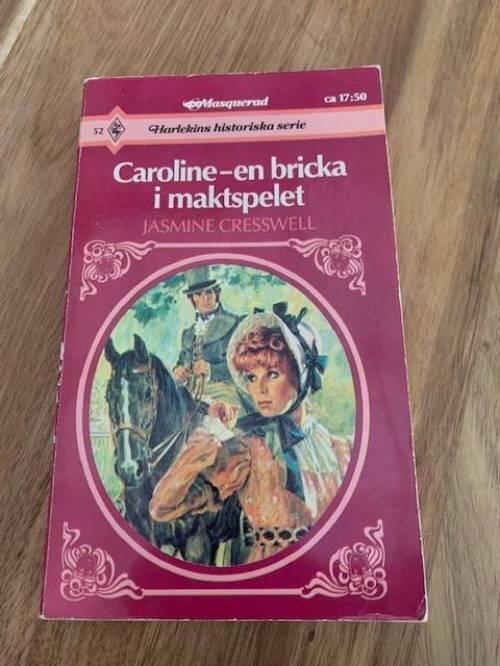 Masquerad
ca 17:50
52
Harlekins historiska serie
Caroline–en bricka
i maktspelet
JASMINE CRESSWELL